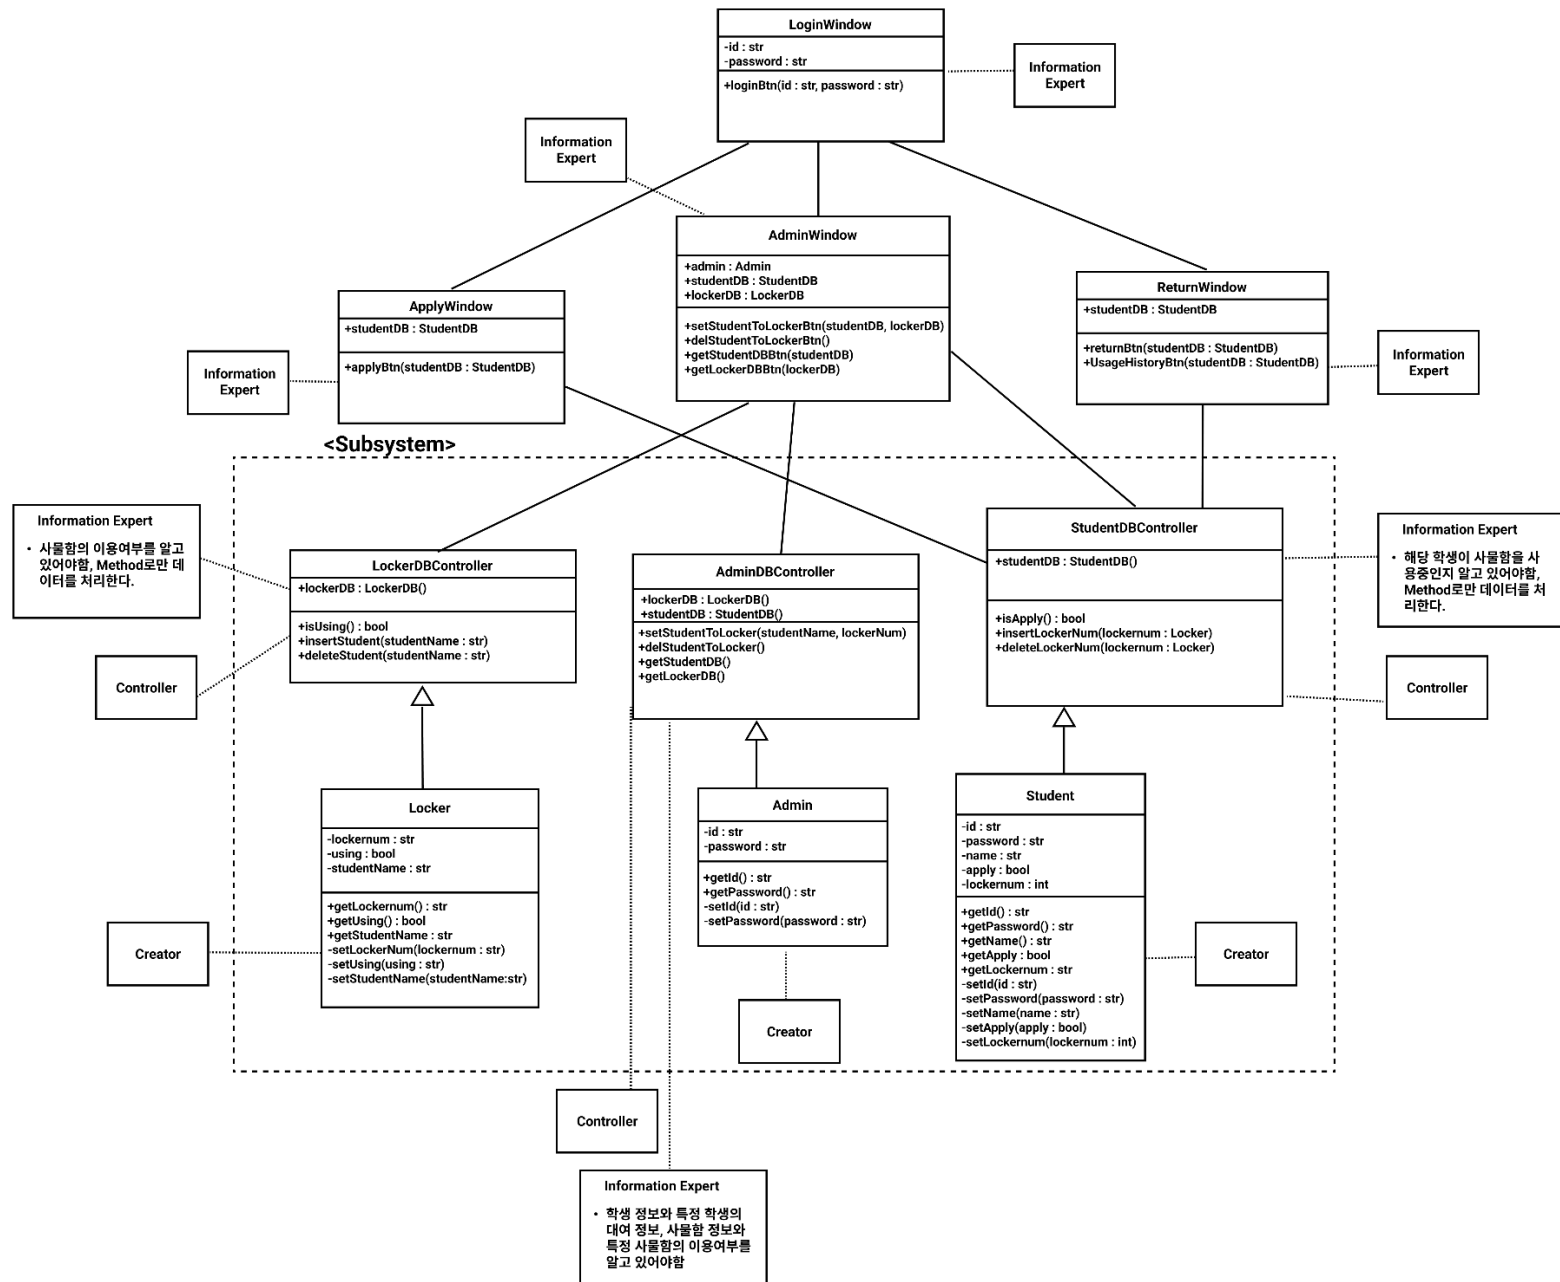 LoginWindow
-id : str
-password : str
+loginBtn(id : str, password : str)
Information
Expert
Information
Expert
AdminWindow
+admin : Admin
+studentDB : StudentDB
+lockerDB : LockerDB
+setStudentToLockerBtn(studentDB, lockerDB)
+delStudentToLockerBtn()
+getStudentDBBtn(studentDB)
+getLockerDBBtn(lockerDB)
ApplyWindow
+studentDB : StudentDB
+applyBtn(studentDB : StudentDB)
Information
Expert
ReturnWindow
+studentDB : StudentDB
+returnBtn(studentDB : StudentDB)
+UsageHistoryBtn(studentDB : StudentDB)
Information
Expert
<Subsystem>
Information Expert
• 사물함의 이용여부를 알고
있어야함, Method로만 데
이터를 처리한다.
LockerDBController
+lockerDB : LockerDB()
+isUsing() : bool
+insertStudent(studentName : str)
+deleteStudent(studentName : str)
Controller
AdminDBController
+lockerDB : LockerDB()
+studentDB : StudentDB()
+setStudentToLocker(studentName, lockerNum)
+delStudentToLocker()
+getStudentDB()
+getLockerDB()
StudentDBController
+studentDB : StudentDB()
+isApply() : bool
+insertLockerNum(lockernum : Locker)
+deleteLockerNum(lockernum : Locker)
Information Expert
• 해당 학생이 사물함을 사
용중인지 알고 있어야함,
Method로만 데이터를 처
리한다.
Controller
Locker
-lockernum : str
-using : bool
-studentName : str
+getLockernum() : str
+getUsing() : bool
+getStudentName : str
-setLockerNum(lockernum : str)
-setUsing(using : str)
-setStudentName(studentName:str)
Creator
Admin
-id : str
-password : str
+getId() : str
+getPassword() : str
-setId(id : str)
-setPassword(password : str)
Creator
Student
-id : str
-password : str
-name : str
-apply : bool
-lockernum : int
+getId() : str
+getPassword() : str
+getName() : str
+getApply : bool
+getLockernum : str
-setId(id : str)
-setPassword(password : str)
-setName(name : str)
-setApply(apply : bool)
-setLockernum(lockernum : int)
Creator
Controller
Information Expert
• 학생 정보와 특정 학생의
대여 정보, 사물함 정보와
특정 사물함의 이용여부를
알고 있어야함